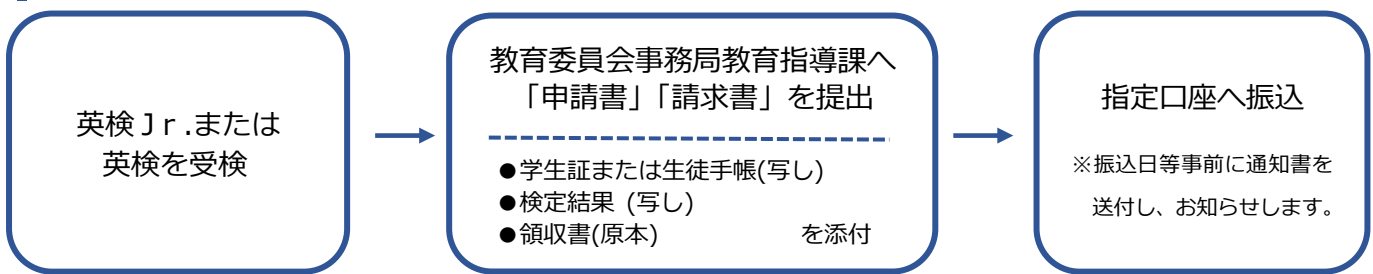 英検Ｊｒ.または
英検を受検
教育委員会事務局教育指導課へ
「申請書」「請求書」を提出
●学生証または生徒手帳(写し)
●検定結果 (写し)
●領収書(原本)　　　　　　を添付
指定口座へ振込
※振込日等事前に通知書を
送付し、お知らせします。